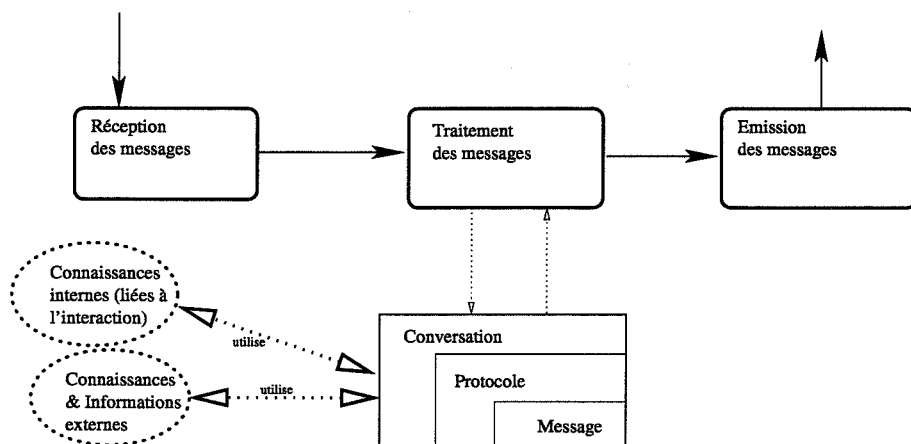 Réception
des messages
Traitement
des messages
Emission
des messages
Connaissances
internes (liées à
l'interaction)
utilise
Connaissances
& Informations
externes
utilise
Conversation
Protocole
Message